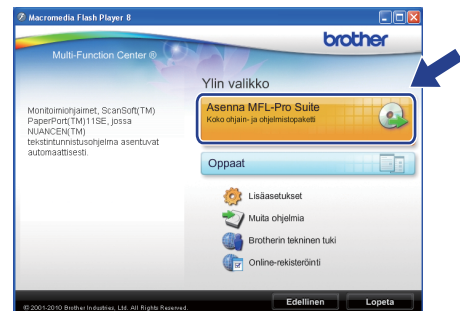 Macromedia Flash Player 8
brother
Multi-Function Center ®
Ylin valikko
Asenna MFL-Pro Suite
Koko ohjain- ja ohjelmistopaketti
Monitoimiohjaimet, ScanSoft(TM)
PaperPort(TM)11SE, jossa
NUANCEN(TM)
tekstintunnistusohjelma asentuvat
automaattisesti.
Oppaat
Lisäasetukset
Muita ohjelmia
Brotherin tekninen tuki
Online-rekisteröinti
© 2001-2010 Brother Industries, Ltd. All Rights Reserved.
Edellinen
Lopeta